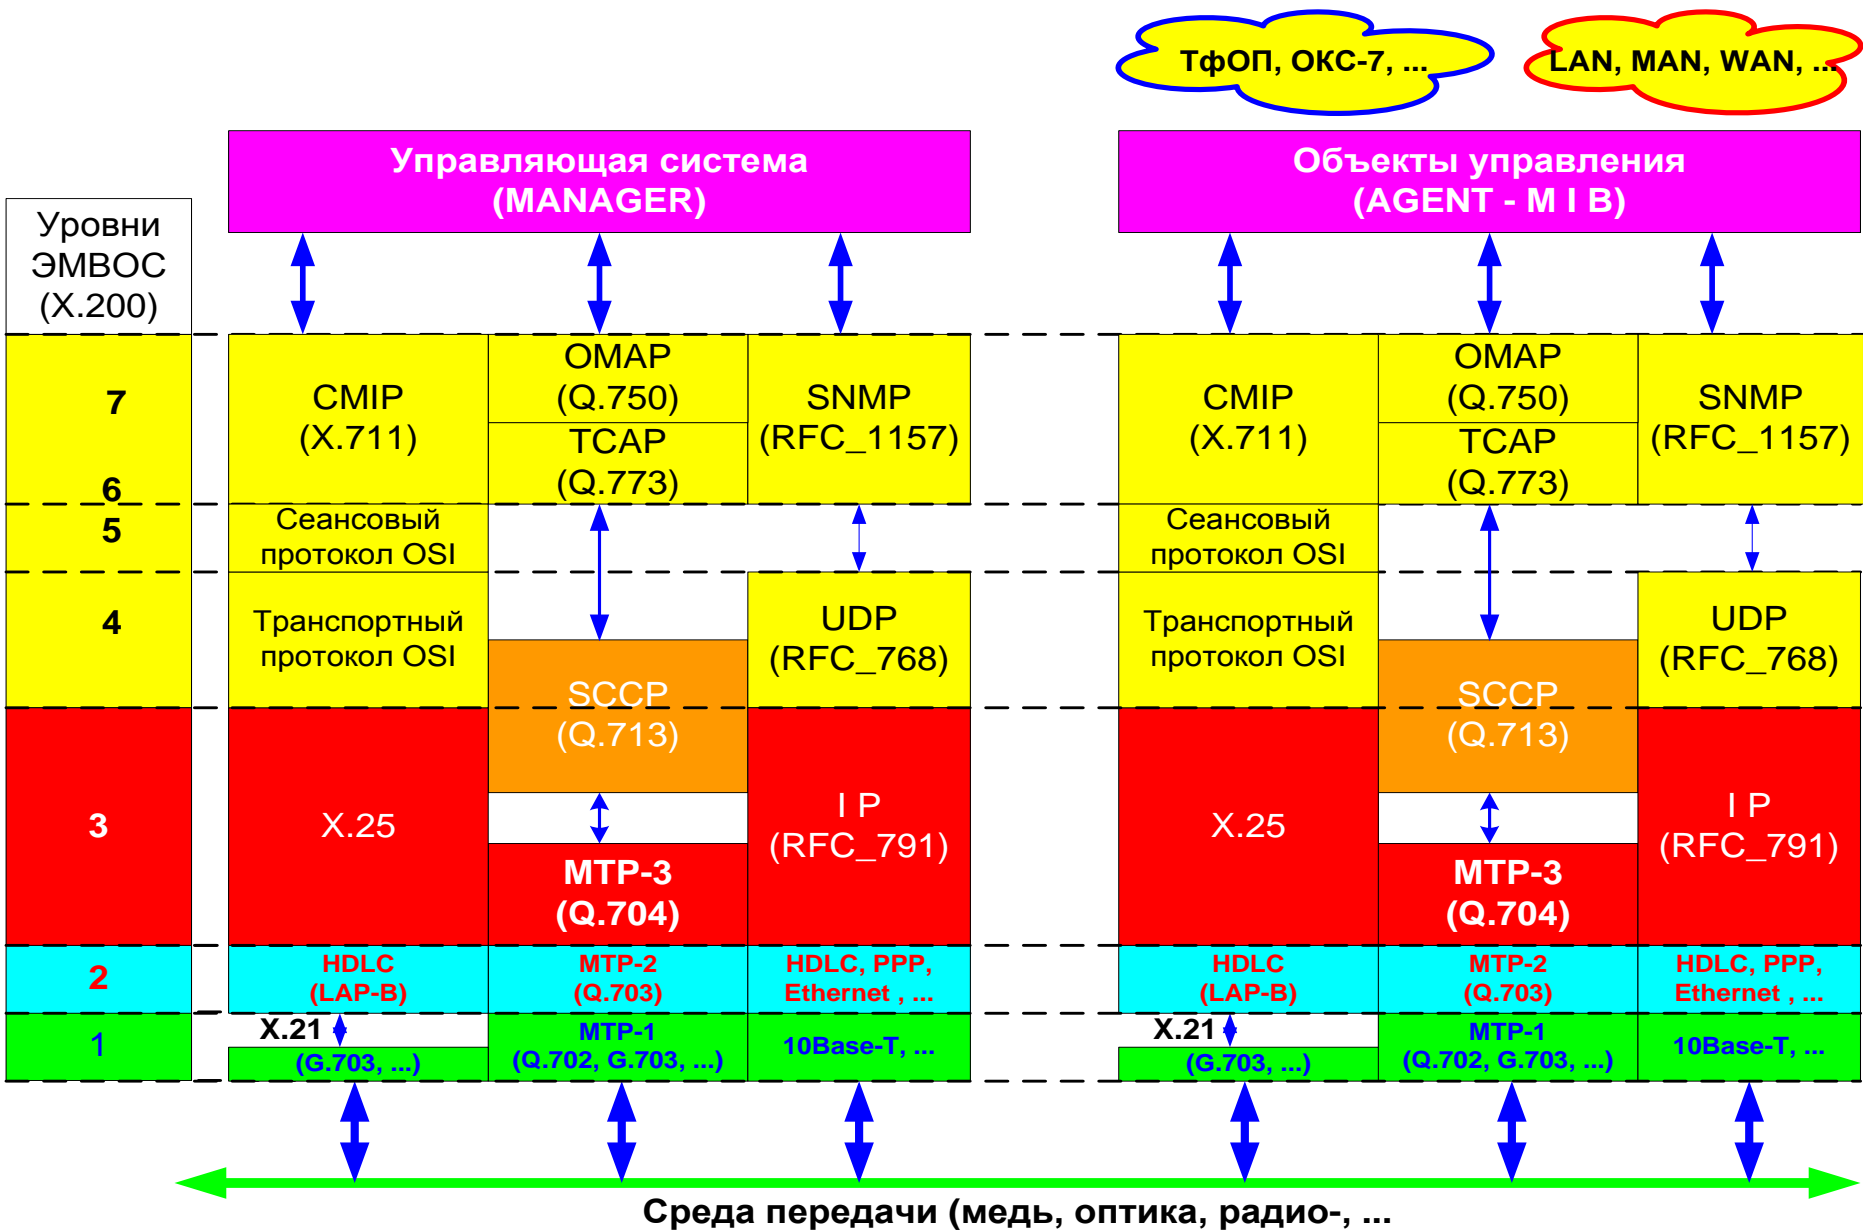 ТфОП, ОКС-7, ...
LAN, MAN, WAN, ...
Управляющая система
(MANAGER)
Объекты управления
(AGENT - M I B)
Уровни
ЭМВОС
(X.200)
7
6
5
4
3
2
1
CMIP
(X.711)
OMAP
(Q.750)
TCAP
(Q.773)
SNMP
(RFC_1157)
Сеансовый
протокол OSI
Транспортный
протокол OSI
UDP
(RFC_768)
SCCP
(Q.713)
X.25
I P
(RFC_791)
MTP-3
(Q.704)
HDLC
(LAP-B)
MTP-2
(Q.703)
HDLC, PPP,
Ethernet , ...
X.21
(G.703, ...)
MTP-1
(Q.702, G.703, ...)
10Base-T, ...
CMIP
(X.711)
OMAP
(Q.750)
TCAP
(Q.773)
SNMP
(RFC_1157)
Сеансовый
протокол OSI
Транспортный
протокол OSI
UDP
(RFC_768)
SCCP
(Q.713)
X.25
I P
(RFC_791)
MTP-3
(Q.704)
HDLC
(LAP-B)
MTP-2
(Q.703)
HDLC, PPP,
Ethernet , ...
X.21
(G.703, ...)
MTP-1
(Q.702, G.703, ...)
10Base-T, ...
Среда передачи (медь, оптика, радио-, ...